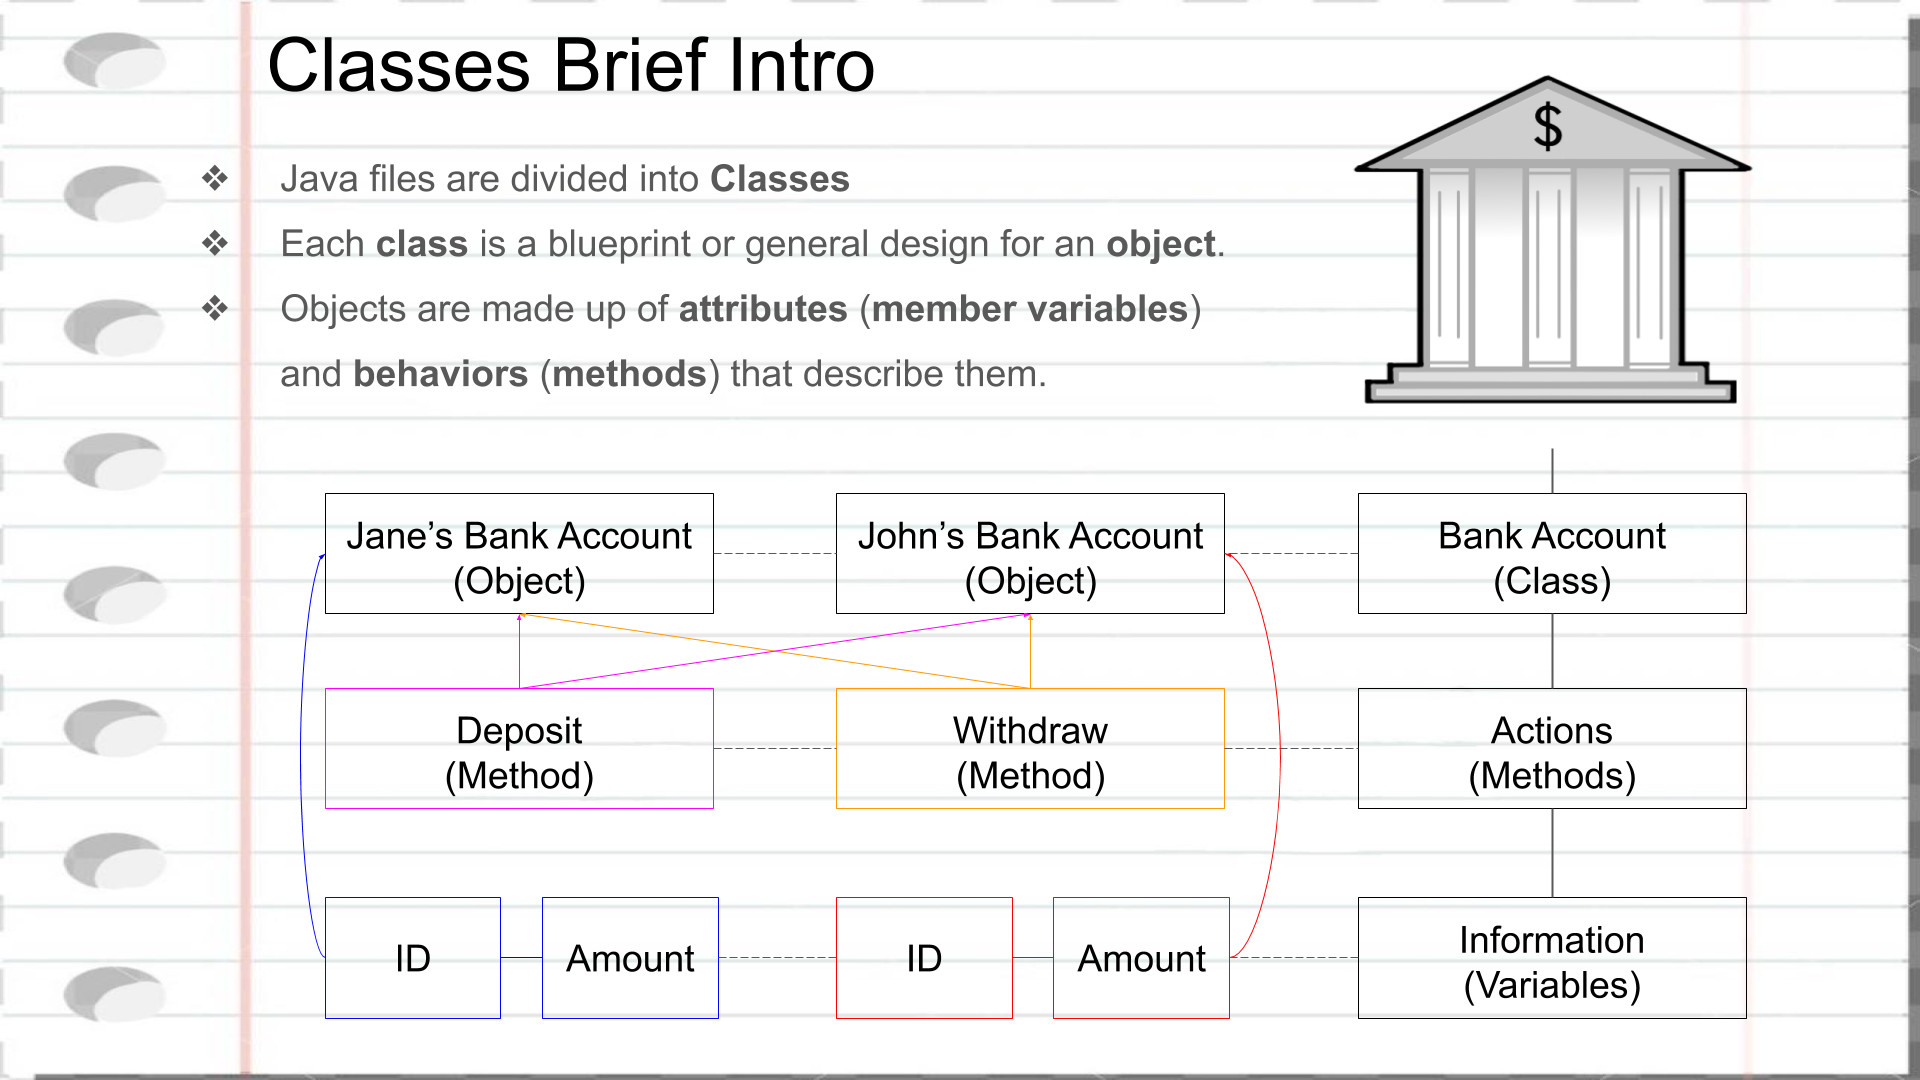 Classes Brief Intro
$
❖ Java files are divided into Classes
❖ Each class is a blueprint or general design for an object.
❖ Objects are made up of attributes (member variables)
and behaviors (methods) that describe them.
Jane’s Bank Account
(Object)
John’s Bank Account
(Object)
Bank Account
(Class)
Deposit
(Method)
Withdraw
(Method)
Actions
(Methods)
ID
Amount
ID
Amount
Information
(Variables)